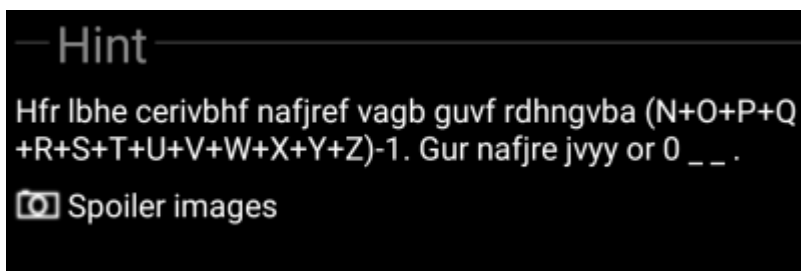 Hint
Hfr lbhe cerivbhf nafjref vagb guvf rdhngvba (N+O+P+Q
+R+S+T+U+V+W+X+Y+Z)-1. Gur nafjre jvyy or 0 _ _ .
Spoiler images